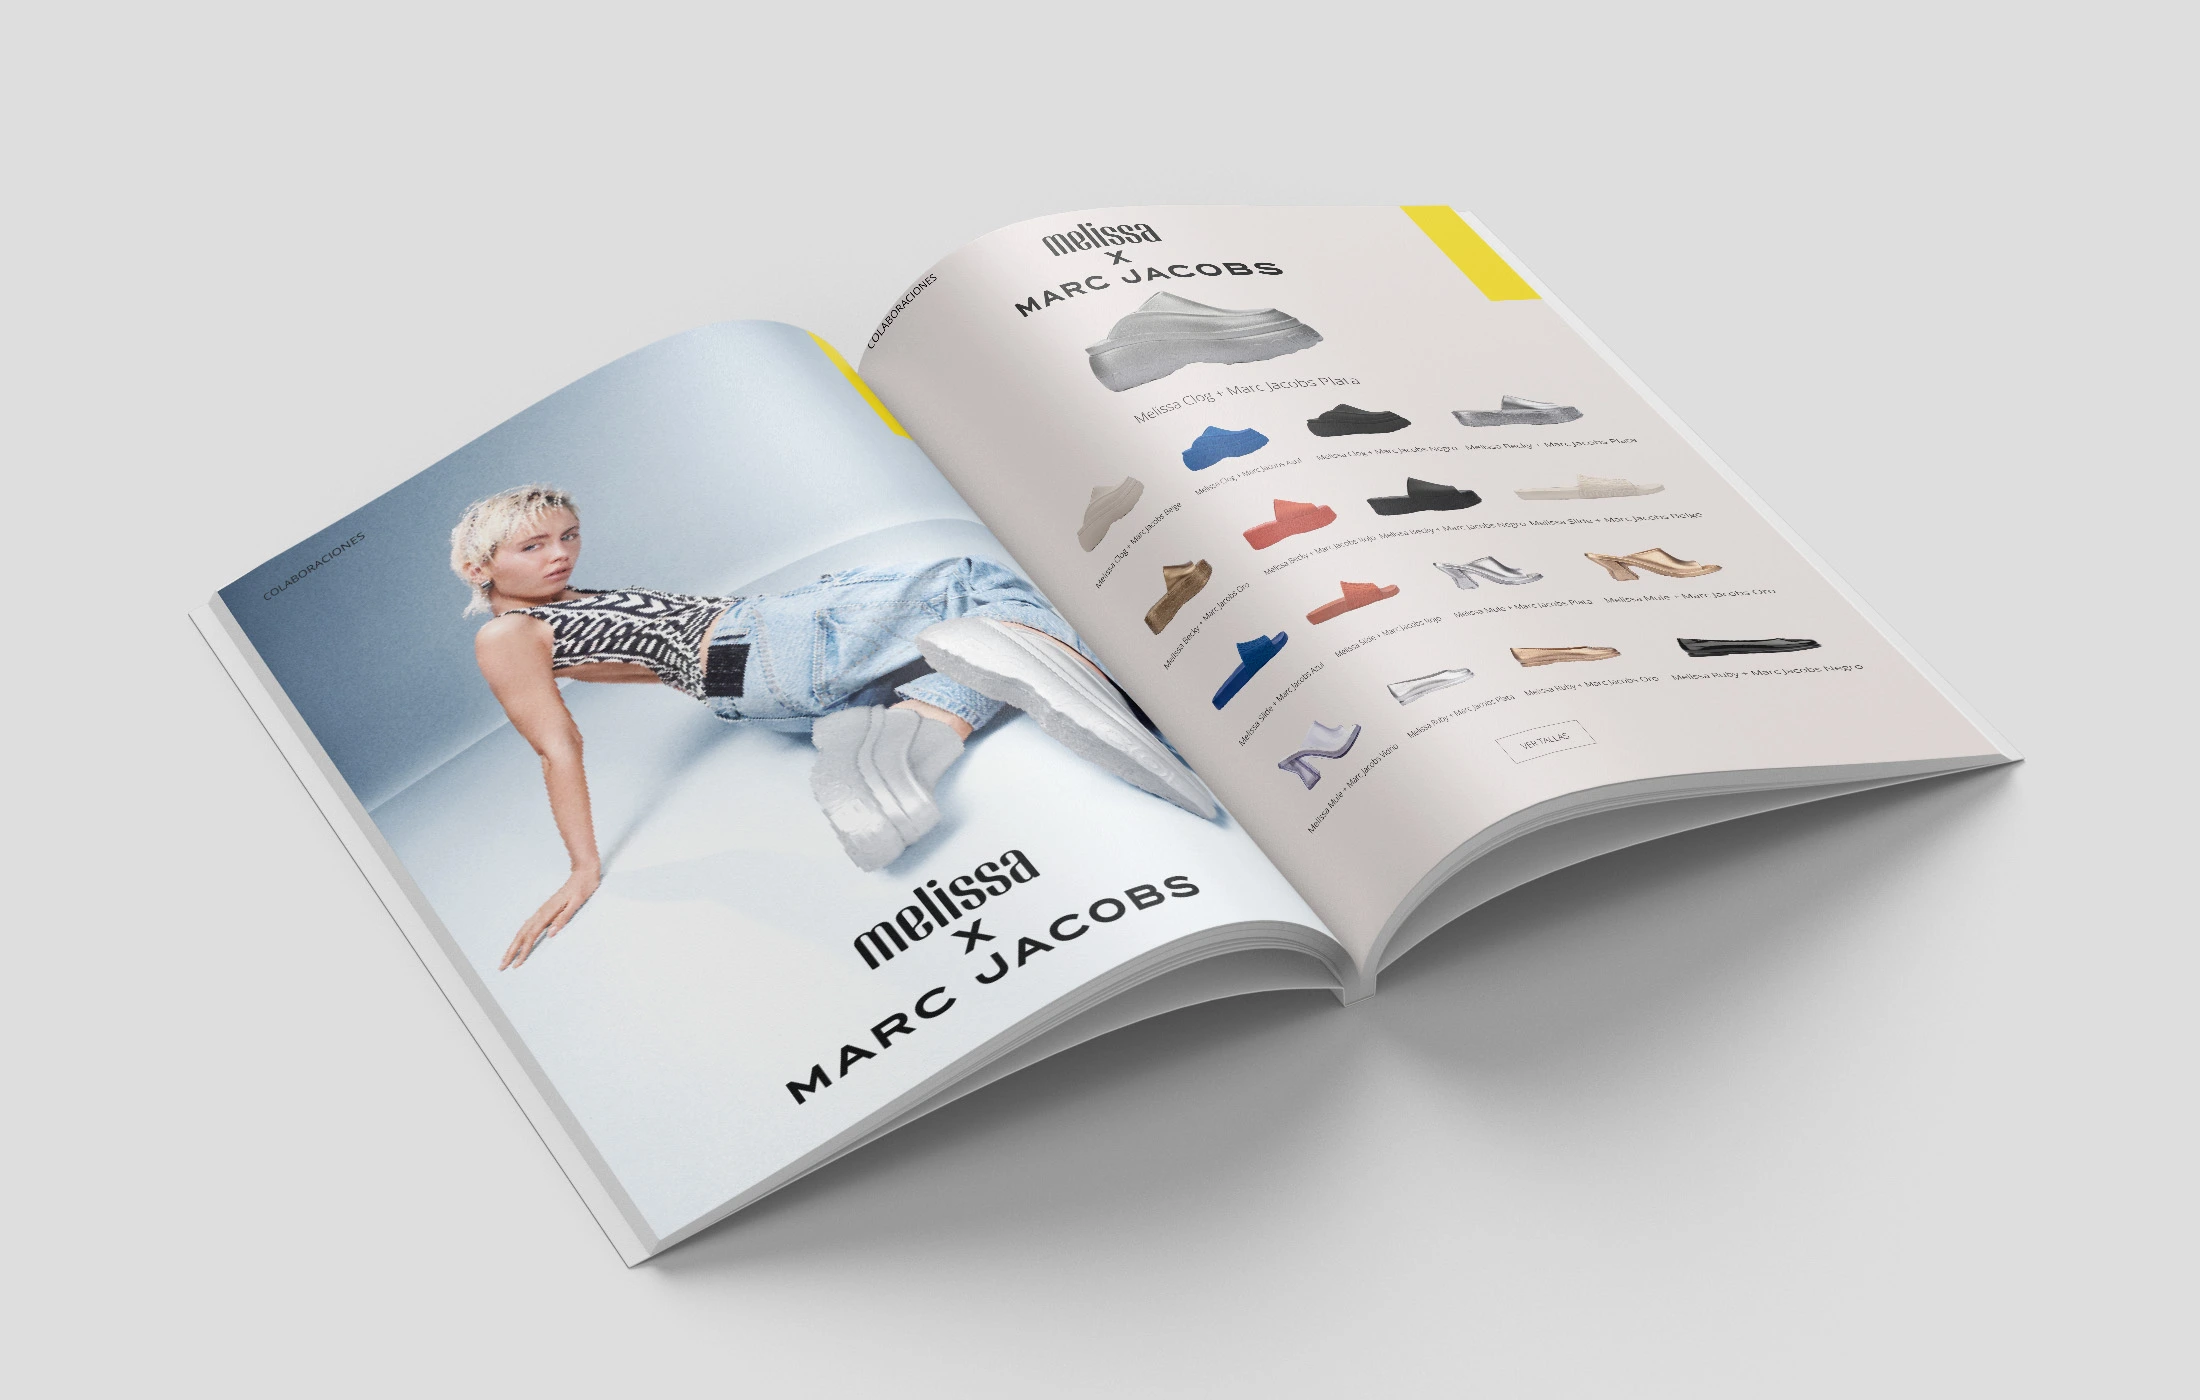 COLABORACIONES
melissa
X
MARC JACOBS
COLABORACIONES
melissa
X
MARC JACOBS
Melissa Clog + Marc Jacobs Plata
Melissa Clog + Marc Jacobs Beige
Melissa Clog + Marc Jacobs Azul
Melissa Clog + Marc Jacobs Negro
Melissa Becky + Marc Jacobs Plata
Melissa Becky + Marc Jacobs Oro
Melissa Becky + Marc Jacobs Rojo
Melissa Becky + Marc Jacobs Negro
Melissa Slide + Marc Jacobs Beige
Melissa Slide + Marc Jacobs Azul
Melissa Slide + Marc Jacobs Rojo
Melissa Mule + Marc Jacobs Plata
Melissa Mule + Marc Jacobs Oro
Melissa Mule + Marc Jacobs
Melissa Ruby + Marc Jacobs Plata
Melissa Ruby + Marc Jacobs Oro
Melissa Ruby + Marc Jacobs Negro
VER TALLAS